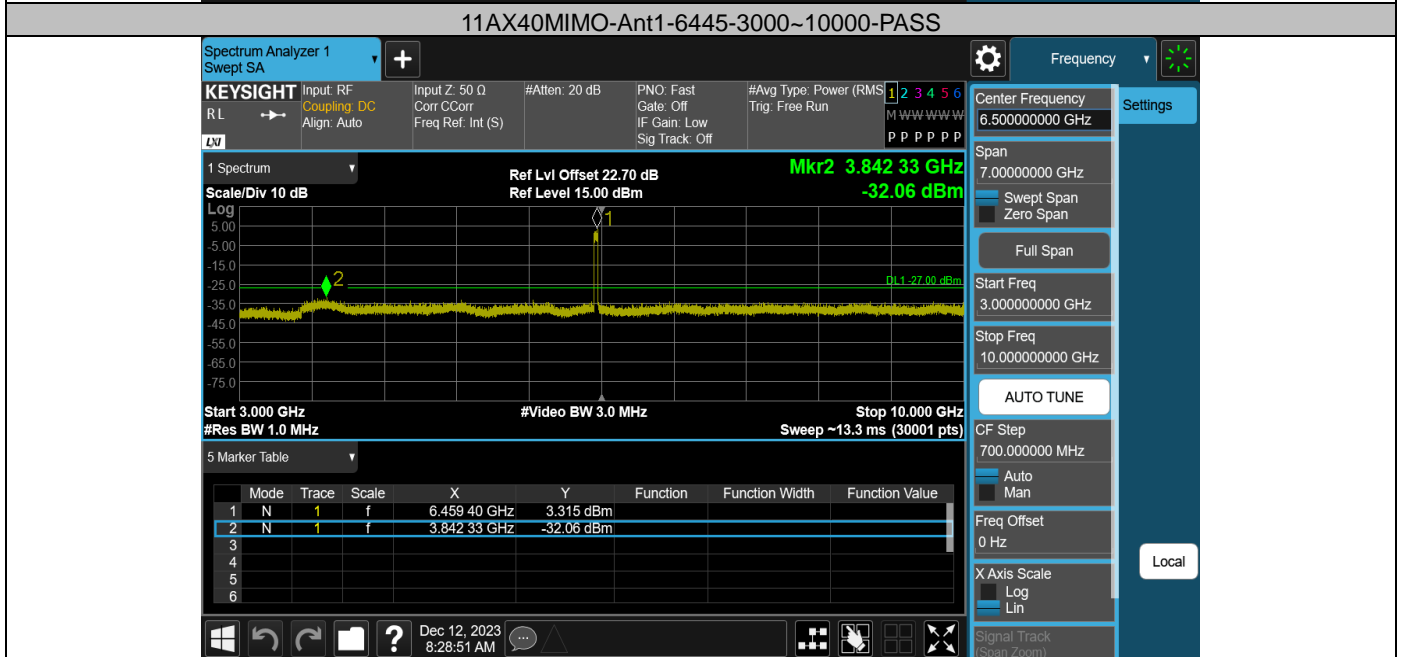 11AX40MIMO-Ant1-6445-3000~10000-PASS
Spectrum Analyzer 1
Swept SA
+
Frequency
KEYSIGHT
RL
LXI
Input: RF
Coupling: DC
Align: Auto
Input Z: 50 Ω
Corr CCorr
Freq Ref: Int (S)
#Atten: 20 dB
PNO: Fast
Gate: Off
IF Gain: Low
Sig Track: Off
#Avg Type: Power (RMS
Trig: Free Run
1 2 3 4 5 6
M W W W W W
P P P P P P
Center Frequency
6.500000000 GHz
Settings
1 Spectrum
Scale/Div 10 dB
Ref Lvl Offset 22.70 dB
Ref Level 15.00 dBm
Mkr2 3.842 33 GHz
-32.06 dBm
Log
5.00
-5.00
-15.0
-25.0
-35.0
-45.0
-55.0
-65.0
-75.0
1
2
DL1 -27.00 dBm
Start 3.000 GHz
#Res BW 1.0 MHz
#Video BW 3.0 MHz
Stop 10.000 GHz
Sweep ~13.3 ms (30001 pts)
Span
7.00000000 GHz
Swept Span
Zero Span
Full Span
Start Freq
3.000000000 GHz
Stop Freq
10.000000000 GHz
AUTO TUNE
CF Step
700.000000 MHz
Auto
Man
Freq Offset
0 Hz
X Axis Scale
Log
Lin
Signal Track
(Span Zoom)
Local
5 Marker Table
Mode Trace Scale X Y Function Function Width Function Value
1 N 1 f 6.459 40 GHz 3.315 dBm
2 N 1 f 3.842 33 GHz -32.06 dBm
3
4
5
6
?
Dec 12, 2023
8:28:51 AM